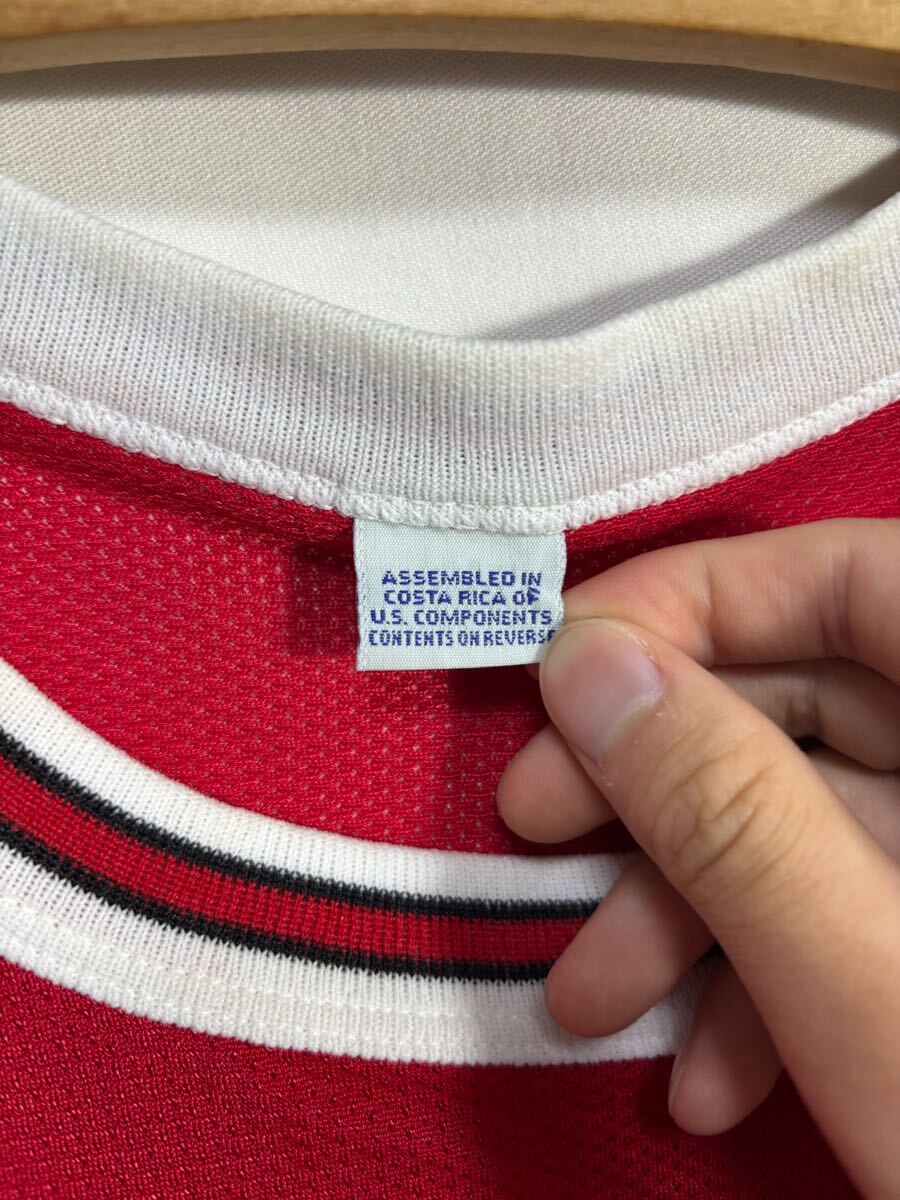 ASSEMBLED IN
COSTA RICA OF
U.S. COMPONENTS
CONTENTS ON REVERSE